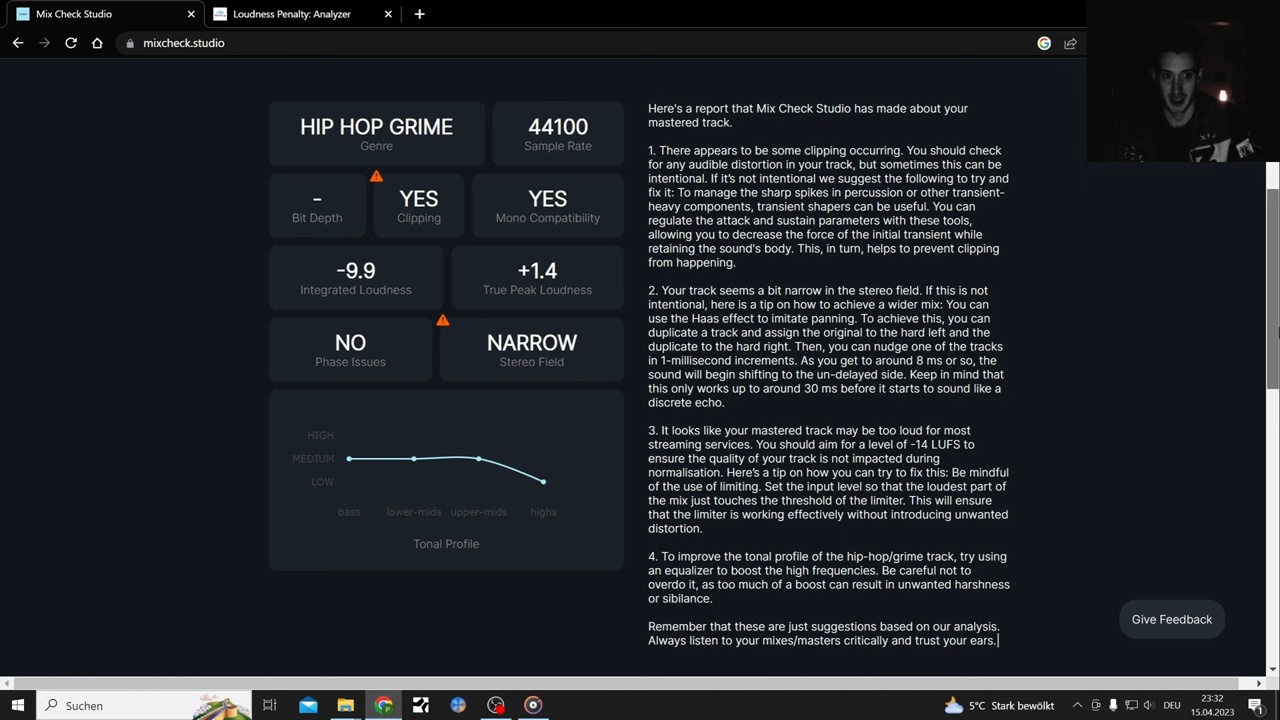 Mix Check Studio
Loudness Penalty: Analyzer
mixcheck.studio
HIP HOP GRIME
Genre
44100
Sample Rate
-
Bit Depth
YES
Clipping
YES
Mono Compatibility
-9.9
Integrated Loudness
+1.4
True Peak Loudness
NO
Phase Issues
NARROW
Stereo Field
HIGH
MEDIUM
LOW
bass
lower-mids
upper-mids
highs
Tonal Profile
Here's a report that Mix Check Studio has made about your
mastered track.
1. There appears to be some clipping occurring. You should check
for any audible distortion in your track, but sometimes this can be
intentional. If it's not intentional we suggest the following to try and
fix it: To manage the sharp spikes in percussion or other transient-
heavy components, transient shapers can be useful. You can
regulate the attack and sustain parameters with these tools,
allowing you to decrease the force of the initial transient while
retaining the sound's body. This, in turn, helps to prevent clipping
from happening.
2. Your track seems a bit narrow in the stereo field. If this is not
intentional, here is a tip on how to achieve a wider mix: You can
use the Haas effect to imitate panning. To achieve this, you can
duplicate a track and assign the original to the hard left and the
duplicate to the hard right. Then, you can nudge one of the tracks
in 1-millisecond increments. As you get to around 8 ms or so, the
sound will begin shifting to the un-delayed side. Keep in mind that
this only works up to around 30 ms before it starts to sound like a
discrete echo.
3. It looks like your mastered track may be too loud for most
streaming services. You should aim for a level of -14 LUFS to
ensure the quality of your track is not impacted during
normalisation. Here's a tip on how you can try to fix this: Be mindful
of the use of limiting. Set the input level so that the loudest part of
the mix just touches the threshold of the limiter. This will ensure
that the limiter is working effectively without introducing unwanted
distortion.
4. To improve the tonal profile of the hip-hop/grime track, try using
an equalizer to boost the high frequencies. Be careful not to
overdo it, as too much of a boost can result in unwanted harshness
or sibilance.
Remember that these are just suggestions based on our analysis.
Always listen to your mixes/masters critically and trust your ears.
Give Feedback
Suchen
5°C Stark bewölkt
DEU
23:32
15.04.2023
1